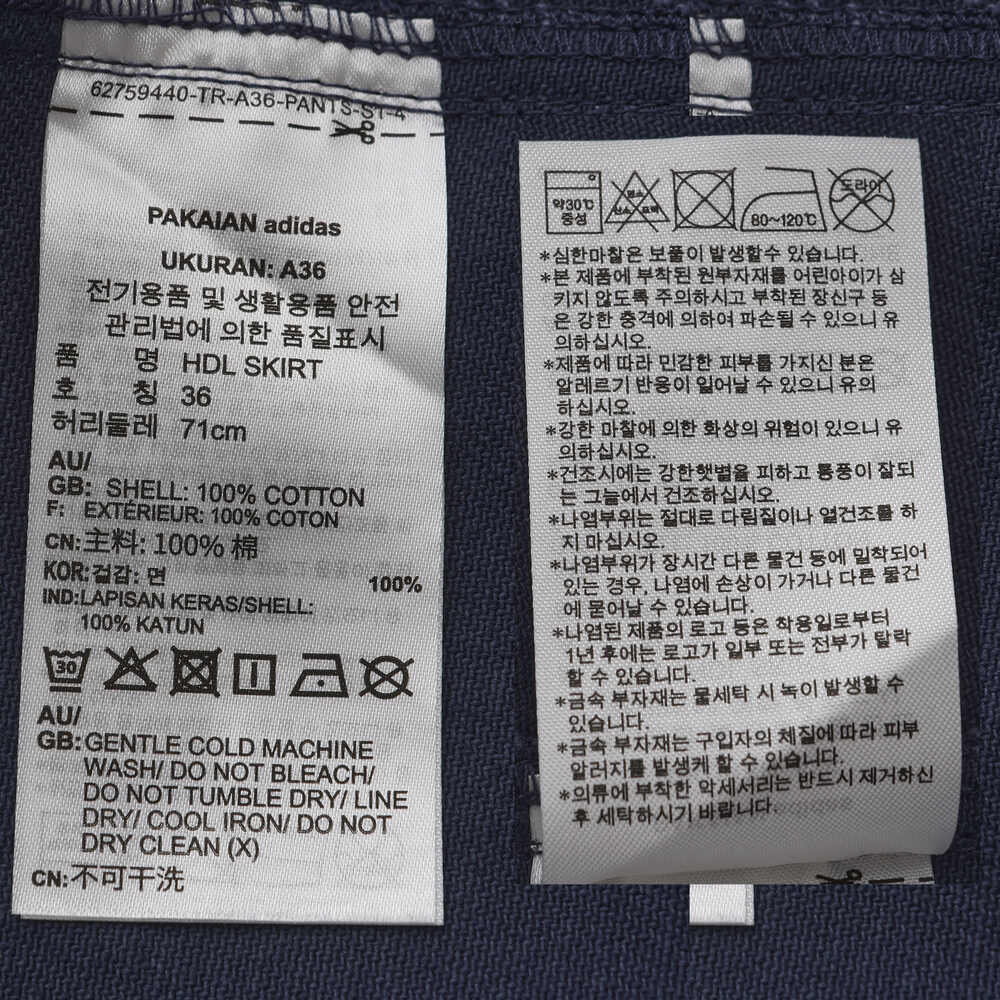 62759440-TR-A36-PANTS-S1-4
PAKAIAN adidas
UKURAN: A36
전기용품 및 생활용품 안전
관리법에 의한 품질표시
품 명 HDL SKIRT
호 칭 36
허리둘레 71cm
AU/
GB: SHELL: 100% COTTON
F: EXTÉRIEUR: 100% COTON
CN:主料: 100% 棉
KOR:겉감: 면 100%
IND:LAPISAN KERAS/SHELL:
100% KATUN
30
AU/
GB:GENTLE COLD MACHINE
WASH/ DO NOT BLEACH/
DO NOT TUMBLE DRY/ LINE
DRY/ COOL IRON/ DO NOT
DRY CLEAN (X)
CN:不可干洗
약30℃
중성
염소
산소 표백
80~120℃
드라이
*심한마찰은 보풀이 발생할수 있습니다.
*본 제품에 부착된 원부자재를 어린아이가 삼
키지 않도록 주의하시고 부착된 장신구 등
은 강한 충격에 의하여 파손될 수 있으니 유
의하십시오.
*제품에 따라 민감한 피부를 가지신 분은
알레르기 반응이 일어날 수 있으니 유의
하십시오.
*강한 마찰에 의한 화상의 위험이 있으니 유
의하십시오.
*건조시에는 강한햇볕을 피하고 통풍이 잘되
는 그늘에서 건조하십시오.
*나염부위는 절대로 다림질이나 열건조를 하
지 마십시오.
*나염부위가 장시간 다른 물건 등에 밀착되어
있는 경우, 나염에 손상이 가거나 다른 물건
에 묻어날 수 있습니다.
*나염된 제품의 로고 등은 착용일로부터
1년 후에는 로고가 일부 또는 전부가 탈락
할 수 있습니다.
*금속 부자재는 물세탁 시 녹이 발생할 수
있습니다.
*금속 부자재는 구입자의 체질에 따라 피부
알러지를 발생케 할 수 있습니다.
*의류에 부착한 악세서리는 반드시 제거하신
후 세탁하시기 바랍니다.